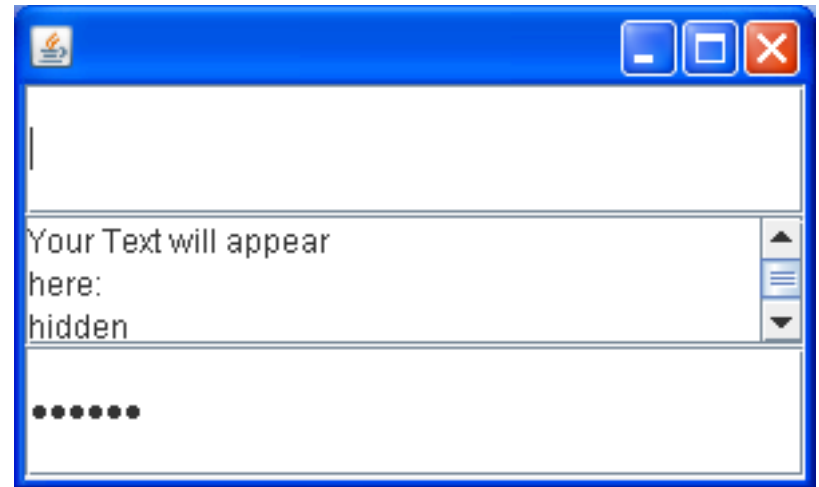 Your Text will appear
here:
hidden
••••••